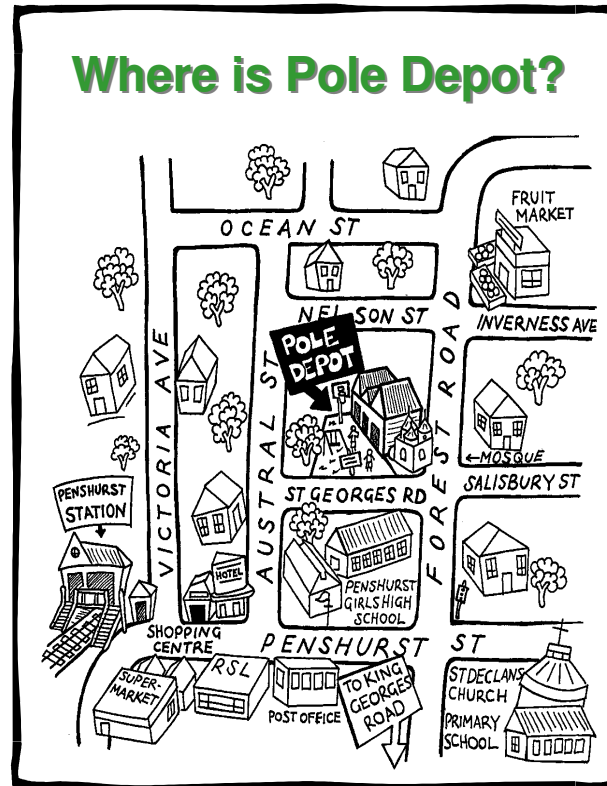 Where is Pole Depot?
FRUIT
MARKET
OCEAN ST
NELSON ST
INVERNESS AVE
POLE
DEPOT
VICTORIA AVE
AUSTRAL ST
FOREST ROAD
←MOSQUE
SALISBURY ST
PENSHURST
STATION
ST GEORGES RD
HOTEL
PENSHURST
GIRLS HIGH
SCHOOL
SHOPPING
CENTRE
PENSHURST ST
SUPER-
MARKET
RSL
POST OFFICE
TO KING
GEORGES
ROAD
ST DECLANS
CHURCH
PRIMARY
SCHOOL